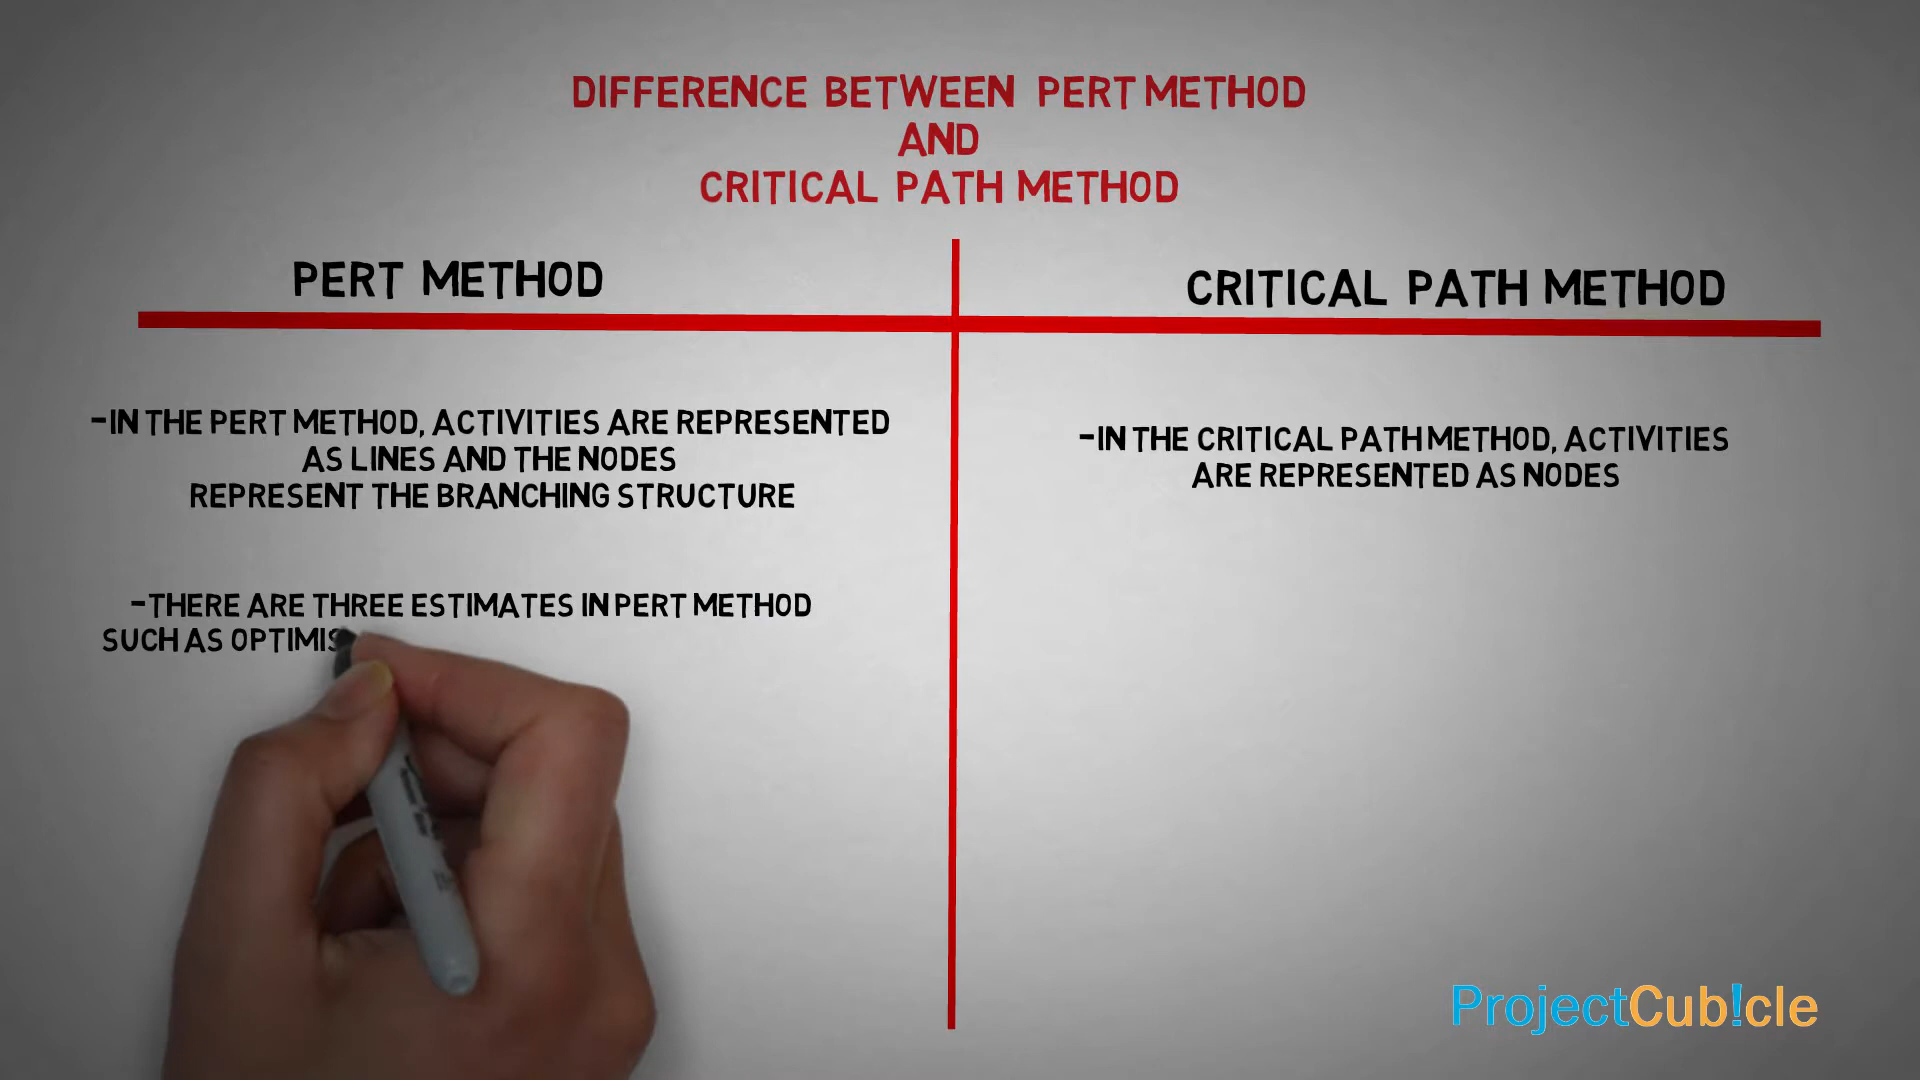 DIFFERENCE BETWEEN PERT METHOD
AND
CRITICAL PATH METHOD
PERT METHOD
CRITICAL PATH METHOD
-IN THE PERT METHOD, ACTIVITIES ARE REPRESENTED
AS LINES AND THE NODES
REPRESENT THE BRANCHING STRUCTURE
-IN THE CRITICAL PATH METHOD, ACTIVITIES
ARE REPRESENTED AS NODES
-THERE ARE THREE ESTIMATES IN PERT METHOD
SUCH AS OPTIMIS
ProjectCub!cle